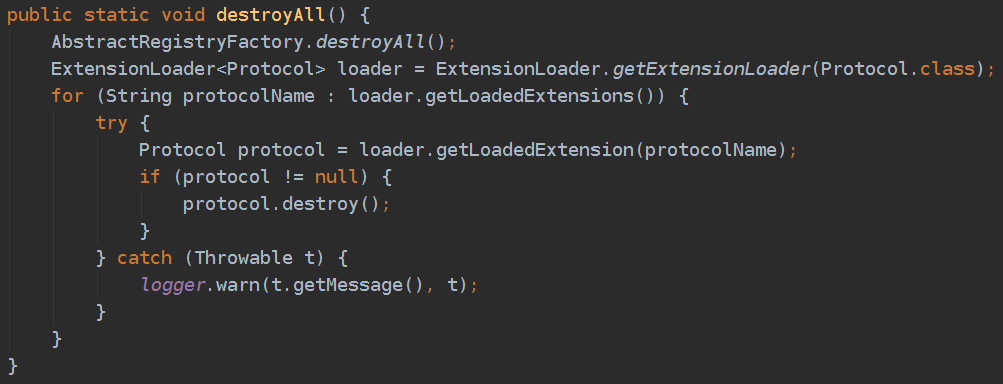 public static void destroyAll() {
    AbstractRegistryFactory.destroyAll();
    ExtensionLoader<Protocol> loader = ExtensionLoader.getExtensionLoader(Protocol.class);
    for (String protocolName : loader.getLoadedExtensions()) {
        try {
            Protocol protocol = loader.getLoadedExtension(protocolName);
            if (protocol != null) {
                protocol.destroy();
            }
        } catch (Throwable t) {
            logger.warn(t.getMessage(), t);
        }
    }
}